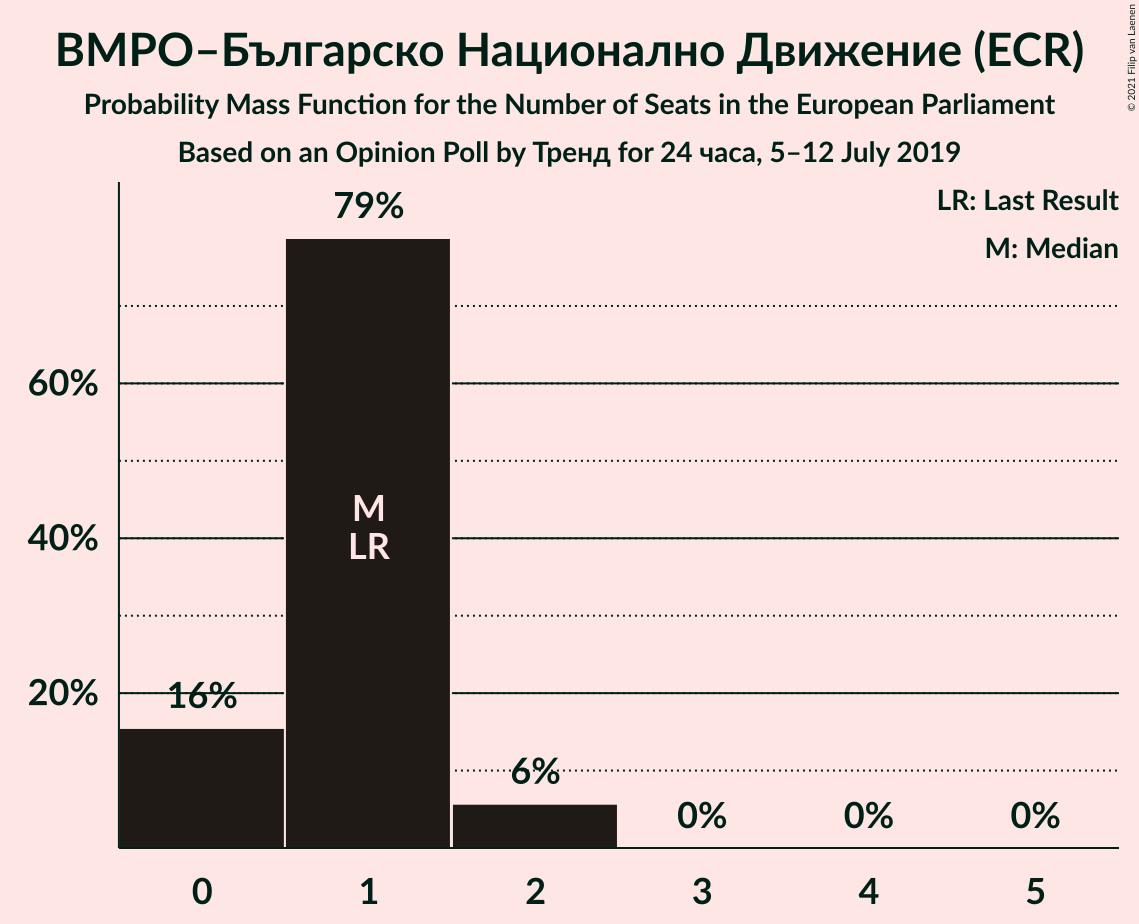 ВМРО–Българско Национално Движение (ECR)
Probability Mass Function for the Number of Seats in the European Parliament
Based on an Opinion Poll by Тренд for 24 часа, 5–12 July 2019
© 2021 Filip van Laenen
LR: Last Result
M: Median
79%
60%
M
LR
40%
20%
16%
6%
0%
0%
0%
0
1
2
3
4
5